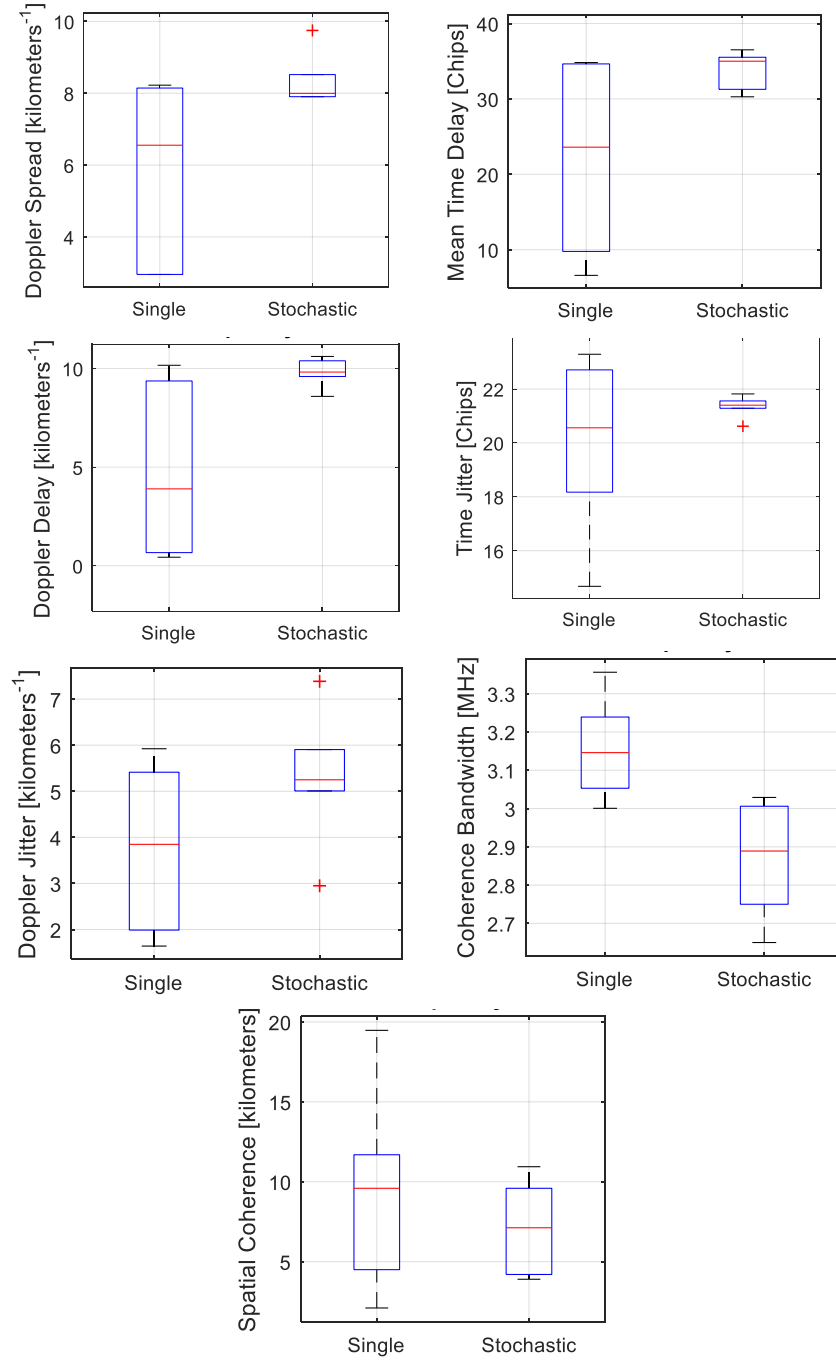 Doppler Spread [kilometers⁻¹]
10
8
6
4
Single
Stochastic
Mean Time Delay [Chips]
40
30
20
10
Single
Stochastic
Doppler Delay [kilometers⁻¹]
10
5
0
Single
Stochastic
Time Jitter [Chips]
22
20
18
16
Single
Stochastic
Doppler Jitter [kilometers⁻¹]
7
6
5
4
3
2
Single
Stochastic
Coherence Bandwidth [MHz]
3.3
3.2
3.1
3
2.9
2.8
2.7
Single
Stochastic
Spatial Coherence [kilometers]
20
15
10
5
Single
Stochastic